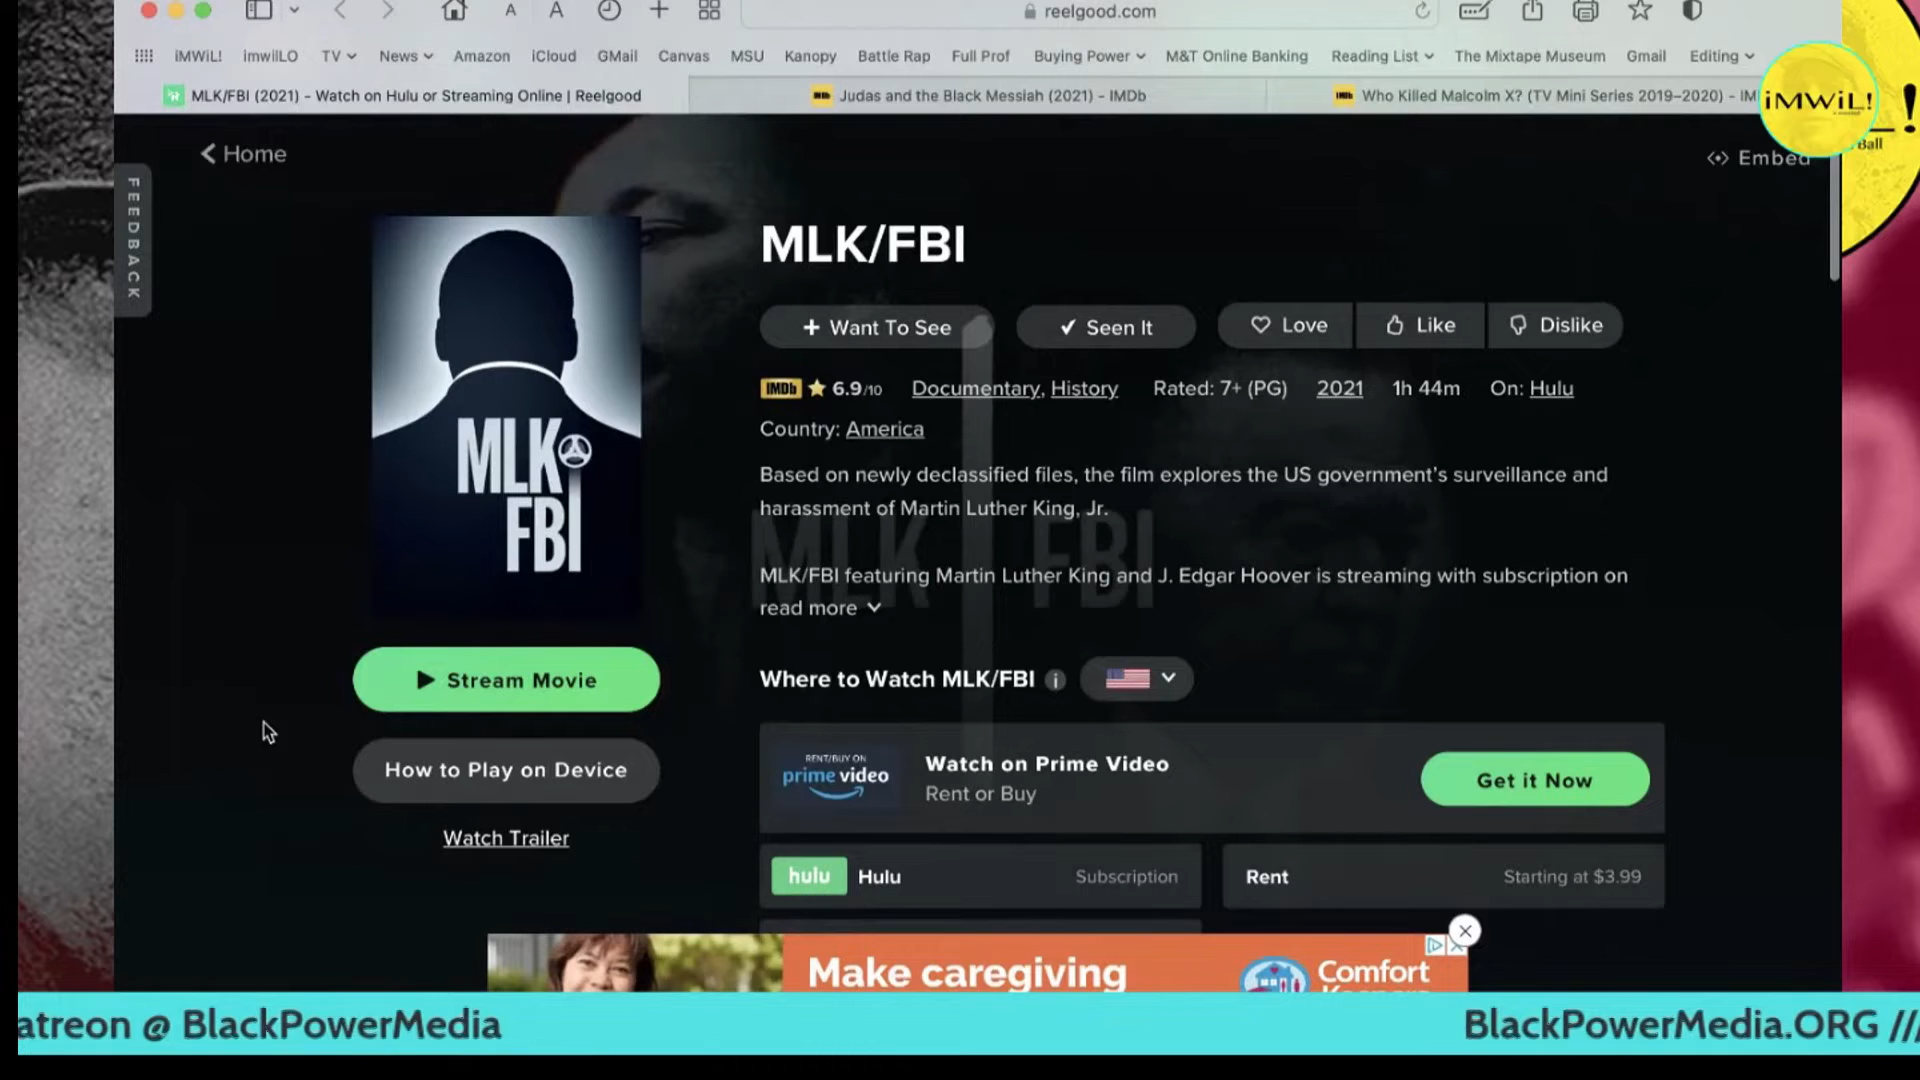 A A reelgood.com
iMWiL! imwilLO TV News Amazon iCloud GMail Canvas MSU Kanopy Battle Rap Full Prof Buying Power M&T Online Banking Reading List The Mixtape Museum Gmail Editing
MLK/FBI (2021) - Watch on Hulu or Streaming Online | Reelgood
Judas and the Black Messiah (2021) - IMDb
Who Killed Malcolm X? (TV Mini Series 2019–2020) - IM
iMWiL!
!
Ball
Home
Embed
FEEDBACK
MLK
FBI
MLK/FBI
Want To See Seen It Love Like Dislike
IMDb 6.9/10 Documentary, History Rated: 7+ (PG) 2021 1h 44m On: Hulu
Country: America
Based on newly declassified files, the film explores the US government's surveillance and
harassment of Martin Luther King, Jr.
MLK FBI
MLK/FBI featuring Martin Luther King and J. Edgar Hoover is streaming with subscription on
read more
Stream Movie
How to Play on Device
Watch Trailer
Where to Watch MLK/FBI
RENT/BUY ON
prime video
Watch on Prime Video
Rent or Buy
Get it Now
hulu Hulu Subscription
Rent Starting at $3.99
Make caregiving
Comfort
atreon @ BlackPowerMedia
BlackPowerMedia.ORG ///